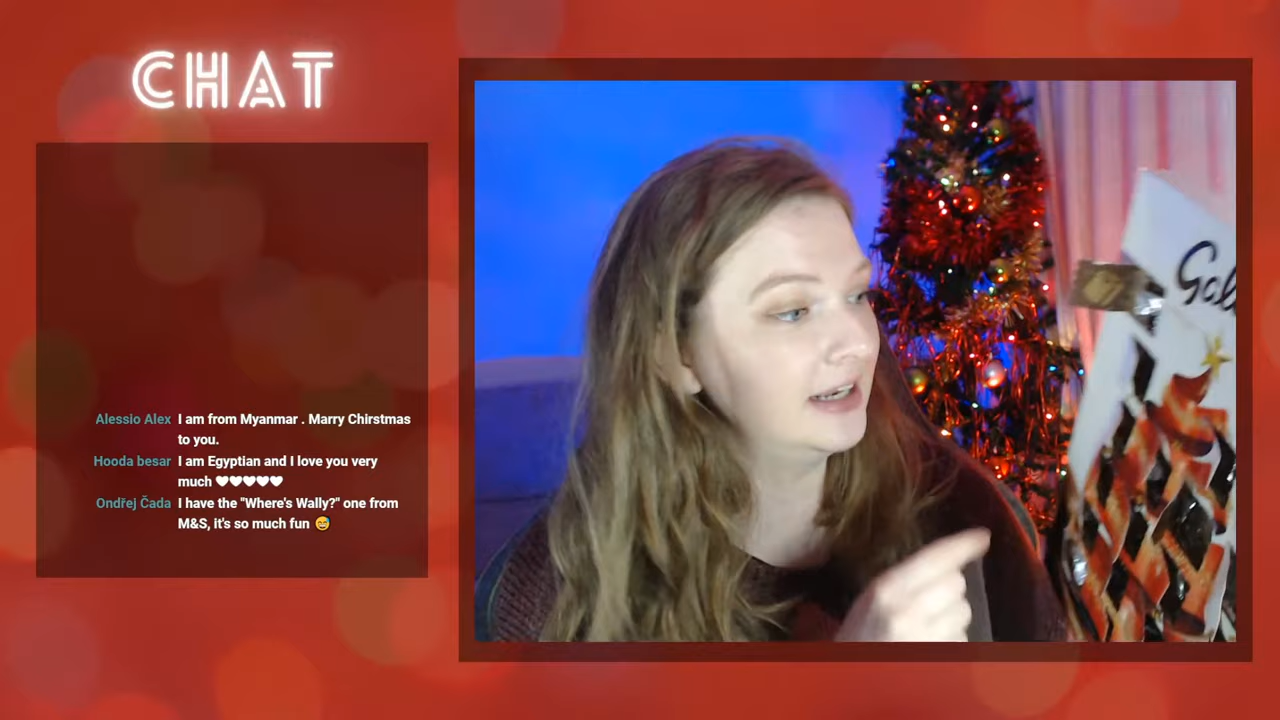 CHAT
Alessio Alex I am from Myanmar . Marry Chirstmas
to you.
Hooda besar I am Egyptian and I love you very
much 🤍🤍🤍🤍🤍
Ondřej Čada I have the "Where's Wally?" one from
M&S, it's so much fun 😅